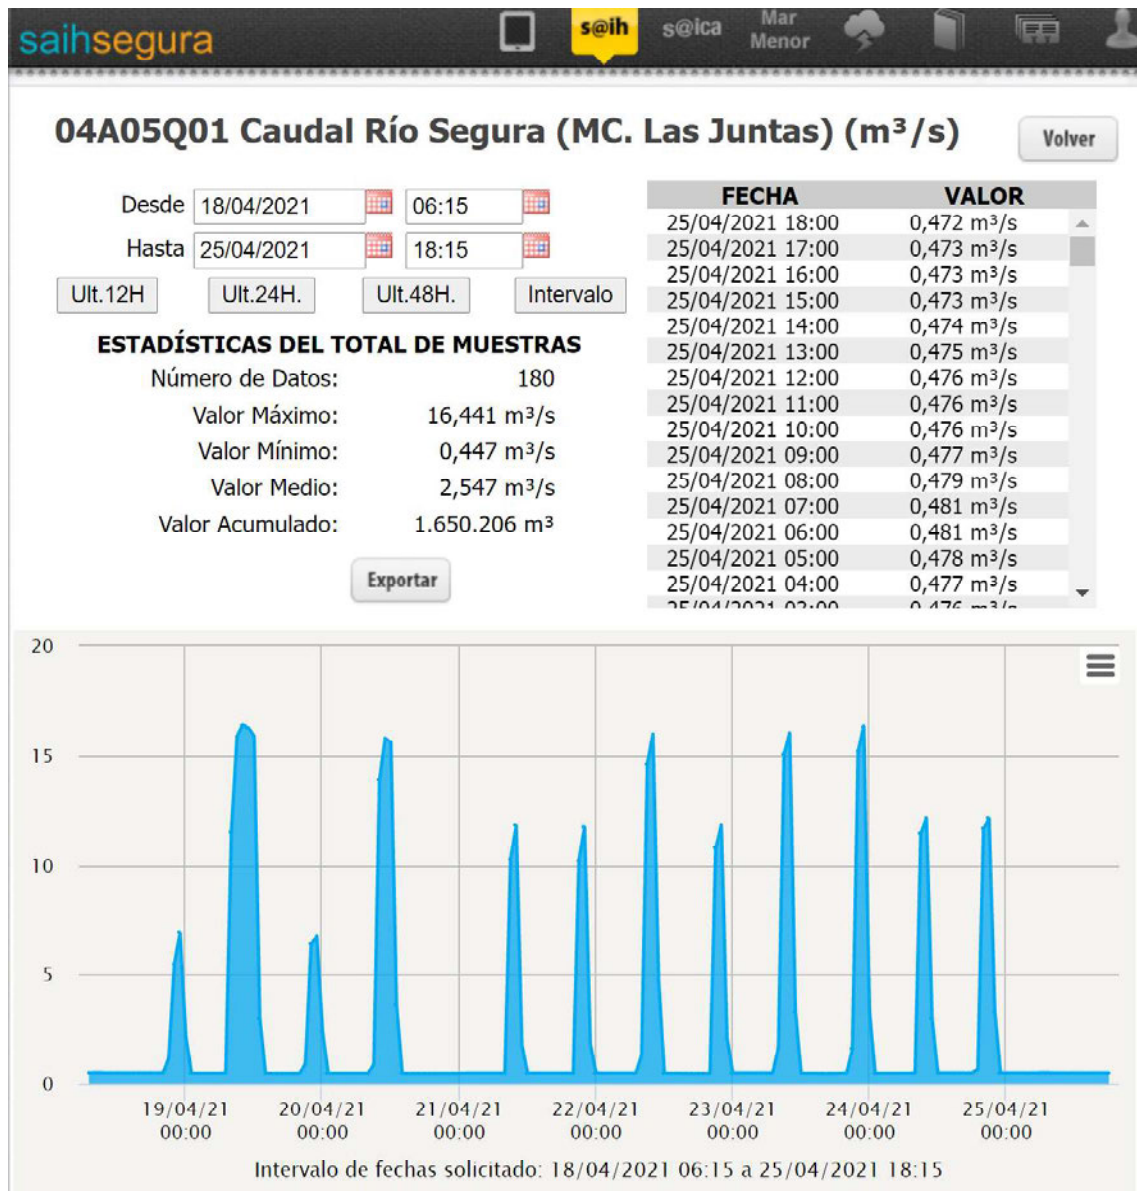 saihsegura
s@ih
s@ica
Mar
Menor
04A05Q01 Caudal Río Segura (MC. Las Juntas) (m³/s)
Volver
Desde 18/04/2021 06:15
Hasta 25/04/2021 18:15
Ult.12H Ult.24H. Ult.48H. Intervalo
ESTADÍSTICAS DEL TOTAL DE MUESTRAS
Número de Datos: 180
Valor Máximo: 16,441 m³/s
Valor Mínimo: 0,447 m³/s
Valor Medio: 2,547 m³/s
Valor Acumulado: 1.650.206 m³
Exportar
FECHA VALOR
25/04/2021 18:00 0,472 m³/s
25/04/2021 17:00 0,473 m³/s
25/04/2021 16:00 0,473 m³/s
25/04/2021 15:00 0,473 m³/s
25/04/2021 14:00 0,474 m³/s
25/04/2021 13:00 0,475 m³/s
25/04/2021 12:00 0,476 m³/s
25/04/2021 11:00 0,476 m³/s
25/04/2021 10:00 0,476 m³/s
25/04/2021 09:00 0,477 m³/s
25/04/2021 08:00 0,479 m³/s
25/04/2021 07:00 0,481 m³/s
25/04/2021 06:00 0,481 m³/s
25/04/2021 05:00 0,478 m³/s
25/04/2021 04:00 0,477 m³/s
25/04/2021 03:00 0,476 m³/s
20
15
10
5
0
19/04/21 20/04/21 21/04/21 22/04/21 23/04/21 24/04/21 25/04/21
00:00 00:00 00:00 00:00 00:00 00:00 00:00
Intervalo de fechas solicitado: 18/04/2021 06:15 a 25/04/2021 18:15